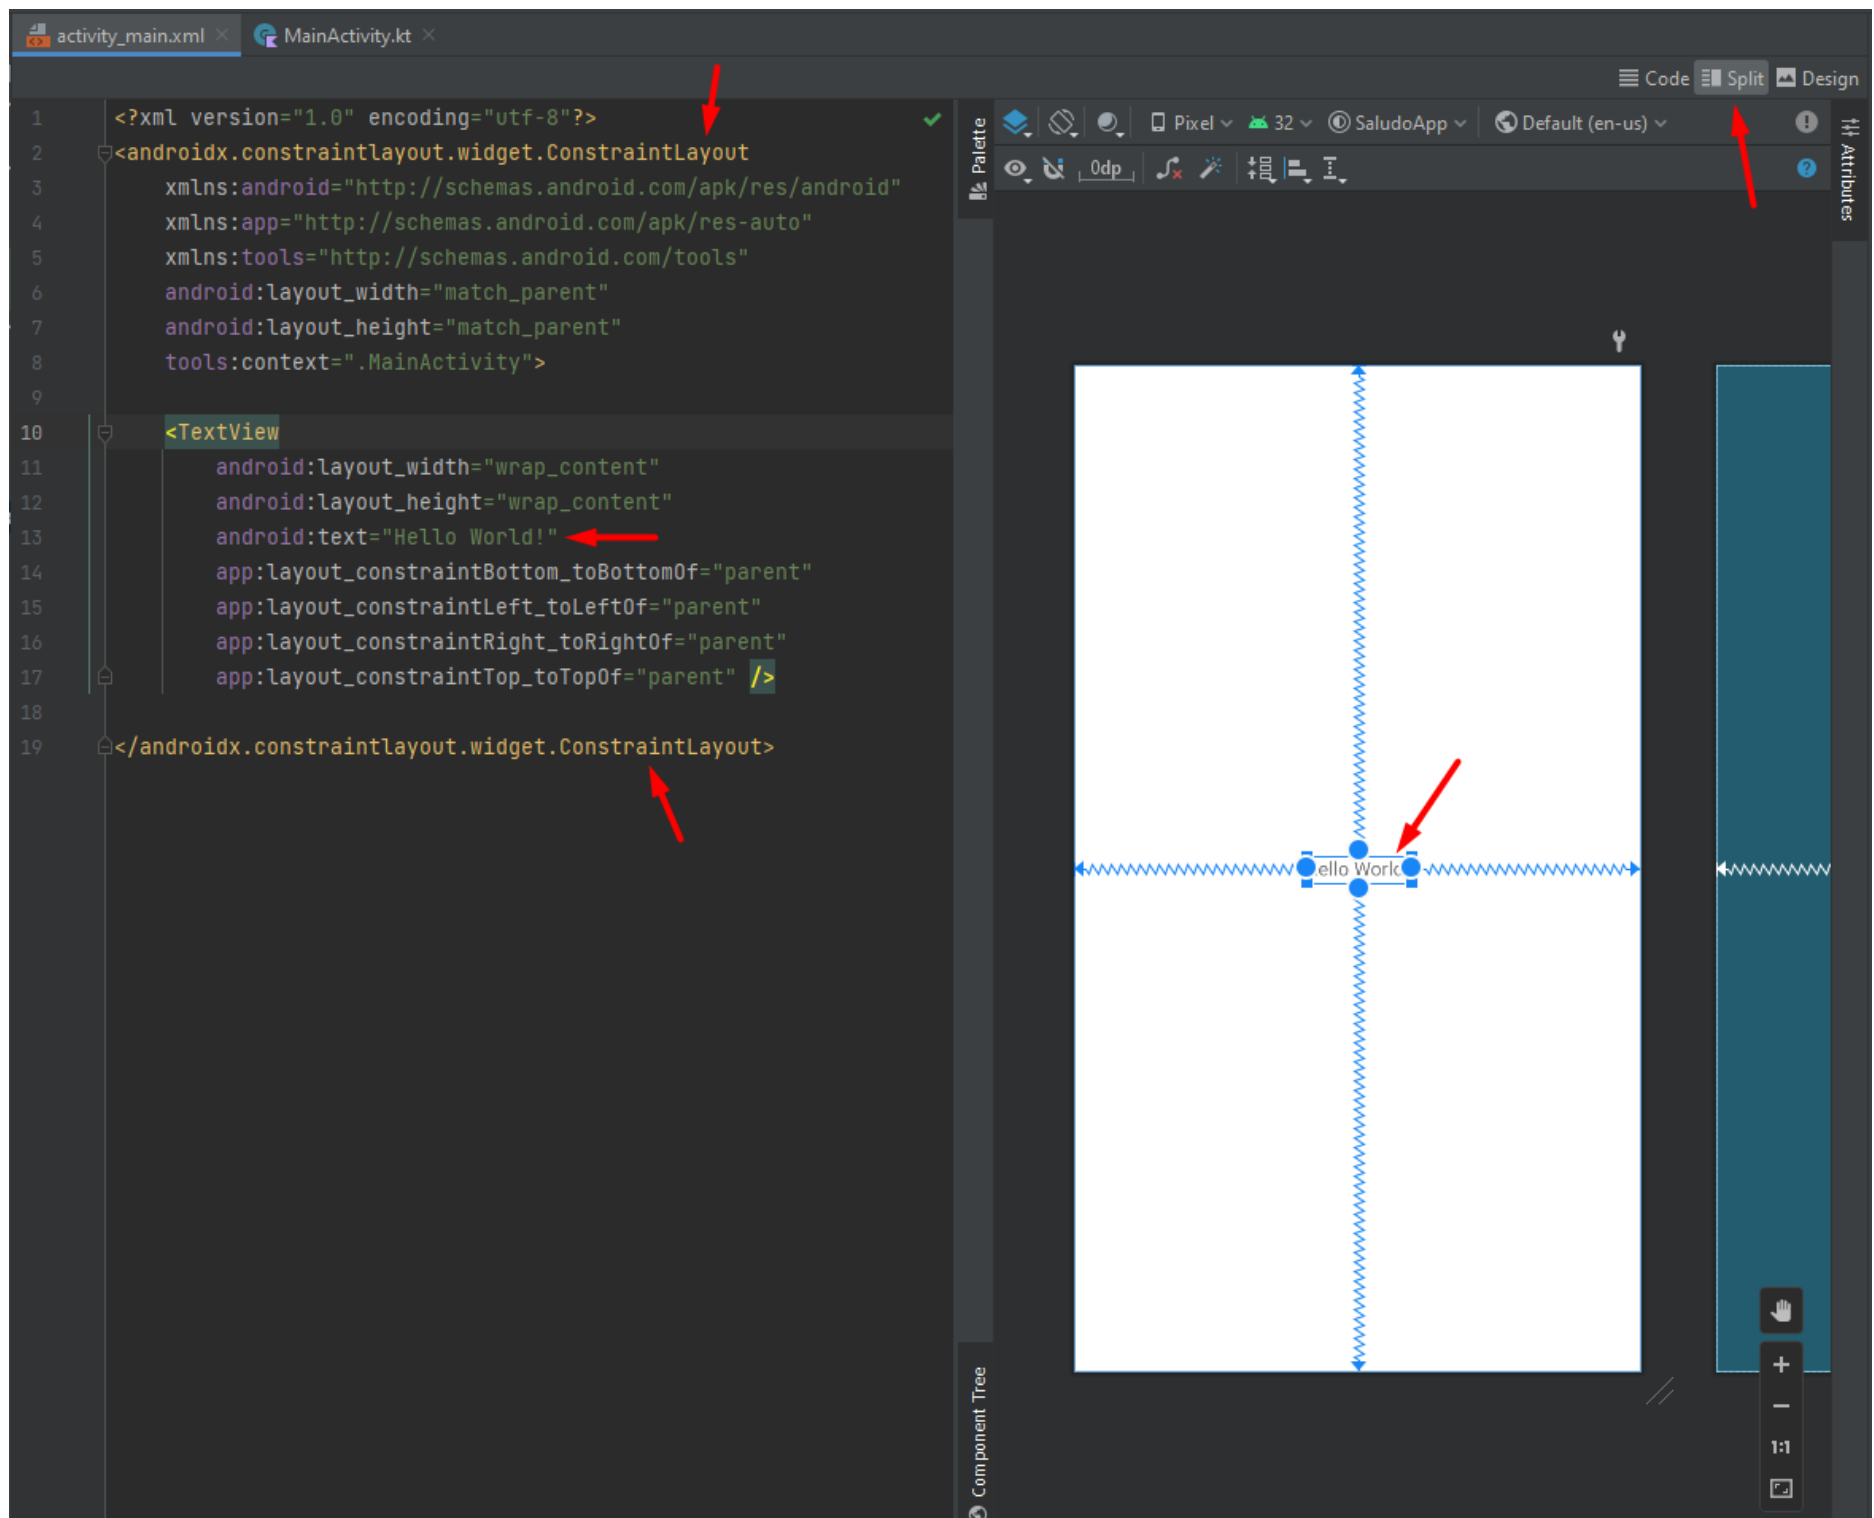 activity_main.xml
MainActivity.kt
Code Split Design
1 <?xml version="1.0" encoding="utf-8"?>
2 <androidx.constraintlayout.widget.ConstraintLayout
3 xmlns:android="http://schemas.android.com/apk/res/android"
4 xmlns:app="http://schemas.android.com/apk/res-auto"
5 xmlns:tools="http://schemas.android.com/tools"
6 android:layout_width="match_parent"
7 android:layout_height="match_parent"
8 tools:context=".MainActivity">
9
10 <TextView
11 android:layout_width="wrap_content"
12 android:layout_height="wrap_content"
13 android:text="Hello World!"
14 app:layout_constraintBottom_toBottomOf="parent"
15 app:layout_constraintLeft_toLeftOf="parent"
16 app:layout_constraintRight_toRightOf="parent"
17 app:layout_constraintTop_toTopOf="parent" />
18
19 </androidx.constraintlayout.widget.ConstraintLayout>
Palette
Pixel 32 SaludoApp Default (en-us)
0dp
Attributes
ello World
Component Tree
1:1